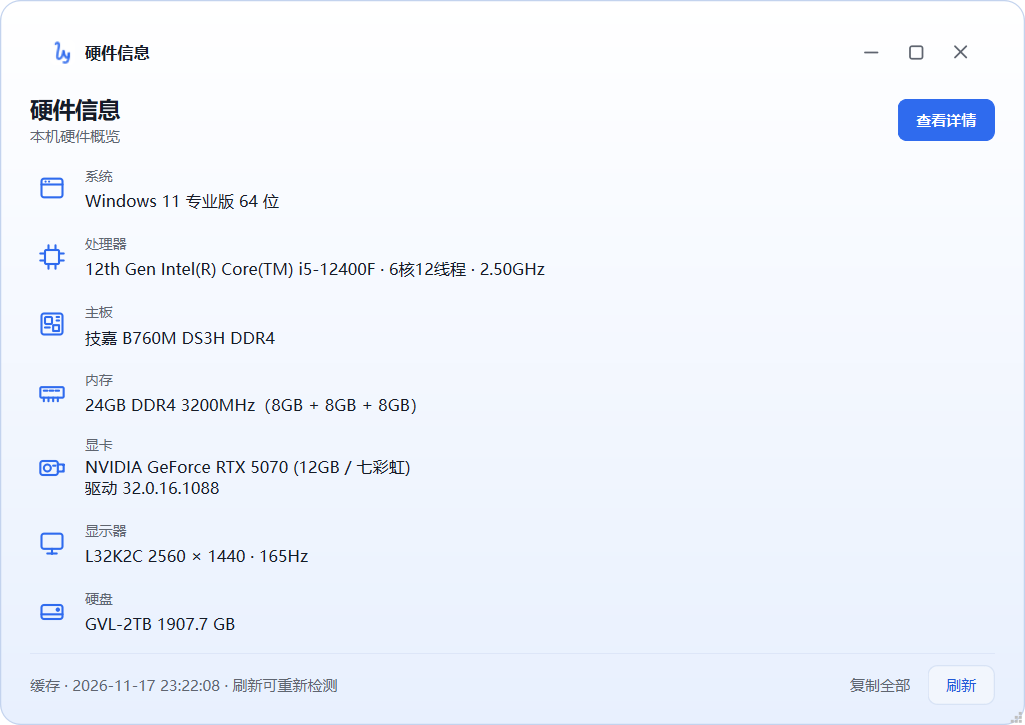 ly 硬件信息
硬件信息
本机硬件概览
查看详情
系统
Windows 11 专业版 64 位
处理器
12th Gen Intel(R) Core(TM) i5-12400F · 6核12线程 · 2.50GHz
主板
技嘉 B760M DS3H DDR4
内存
24GB DDR4 3200MHz（8GB + 8GB + 8GB）
显卡
NVIDIA GeForce RTX 5070 (12GB / 七彩虹)
驱动 32.0.16.1088
显示器
L32K2C 2560 × 1440 · 165Hz
硬盘
GVL-2TB 1907.7 GB
缓存 · 2026-11-17 23:22:08 · 刷新可重新检测
复制全部
刷新